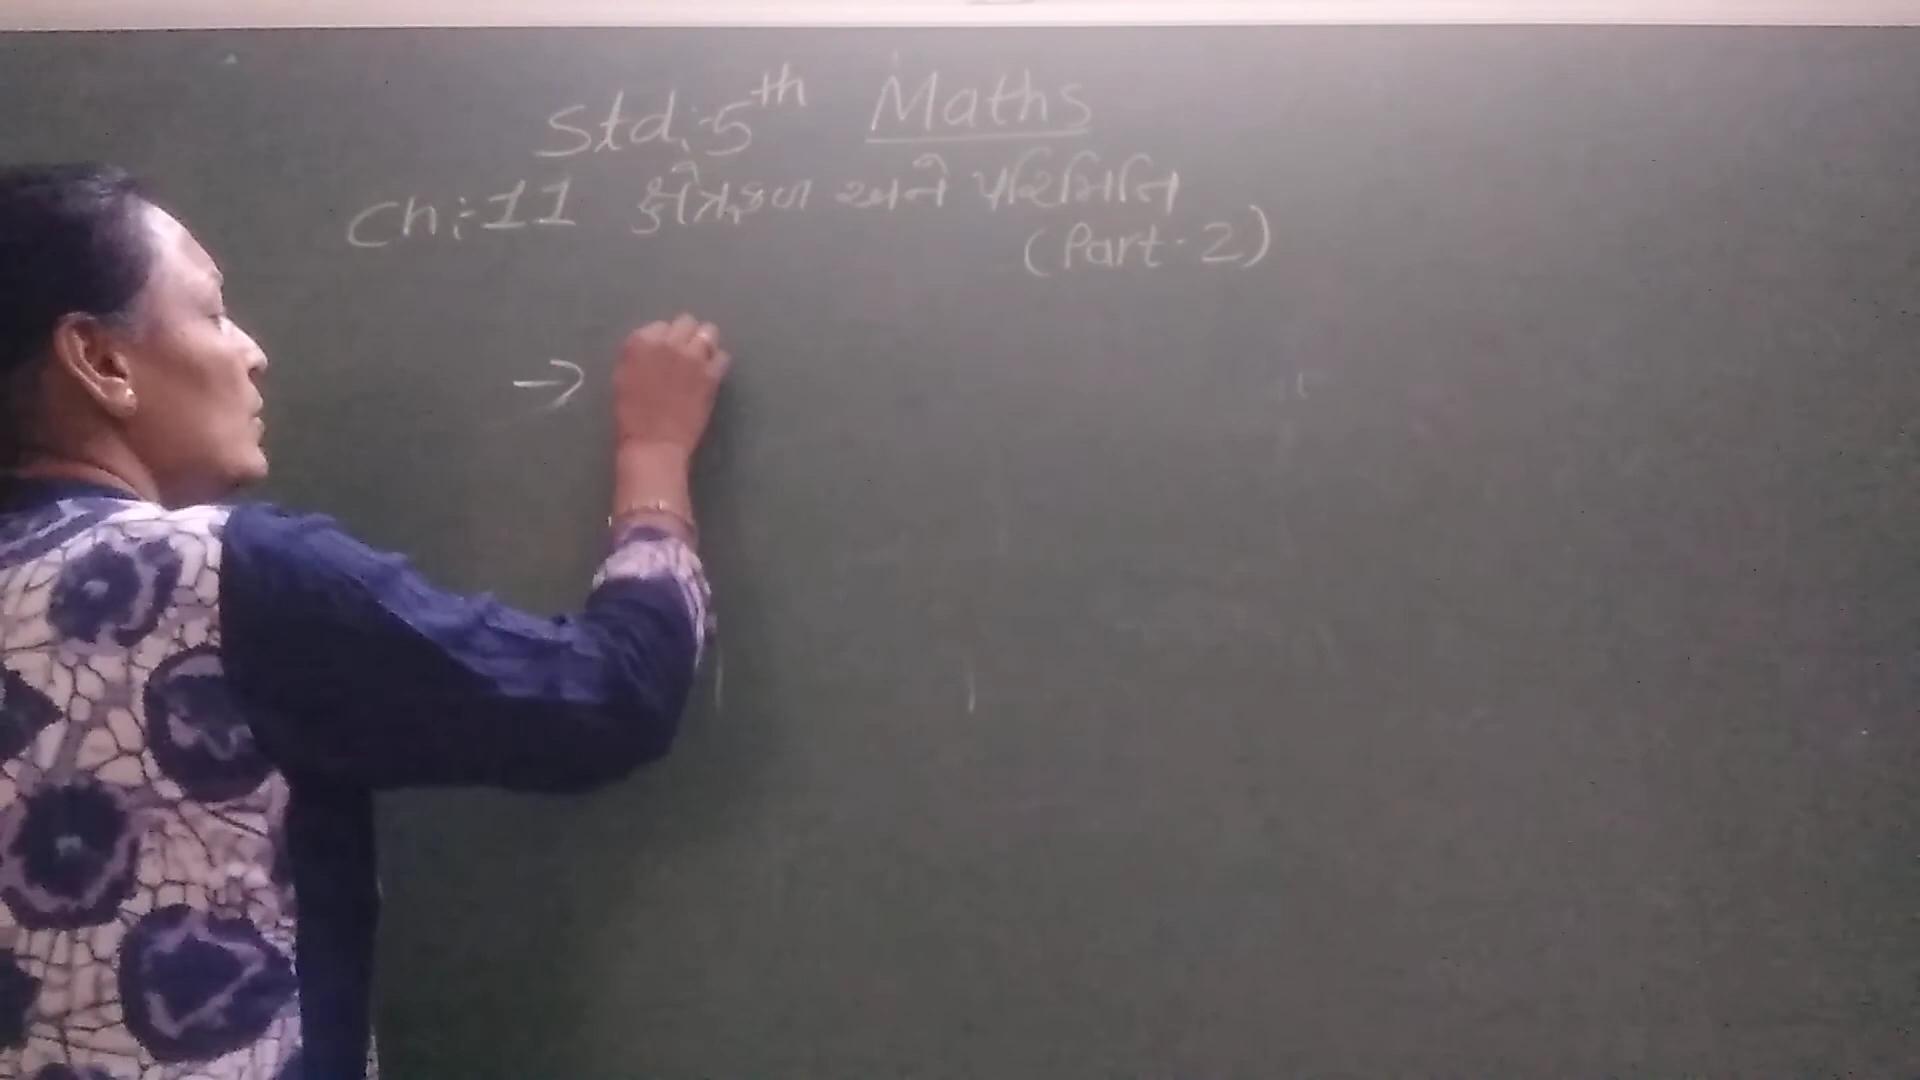 Std:-5th Maths
Ch:-11 ક્ષેત્રફળ અને પરિમિતિ
(Part-2)
→